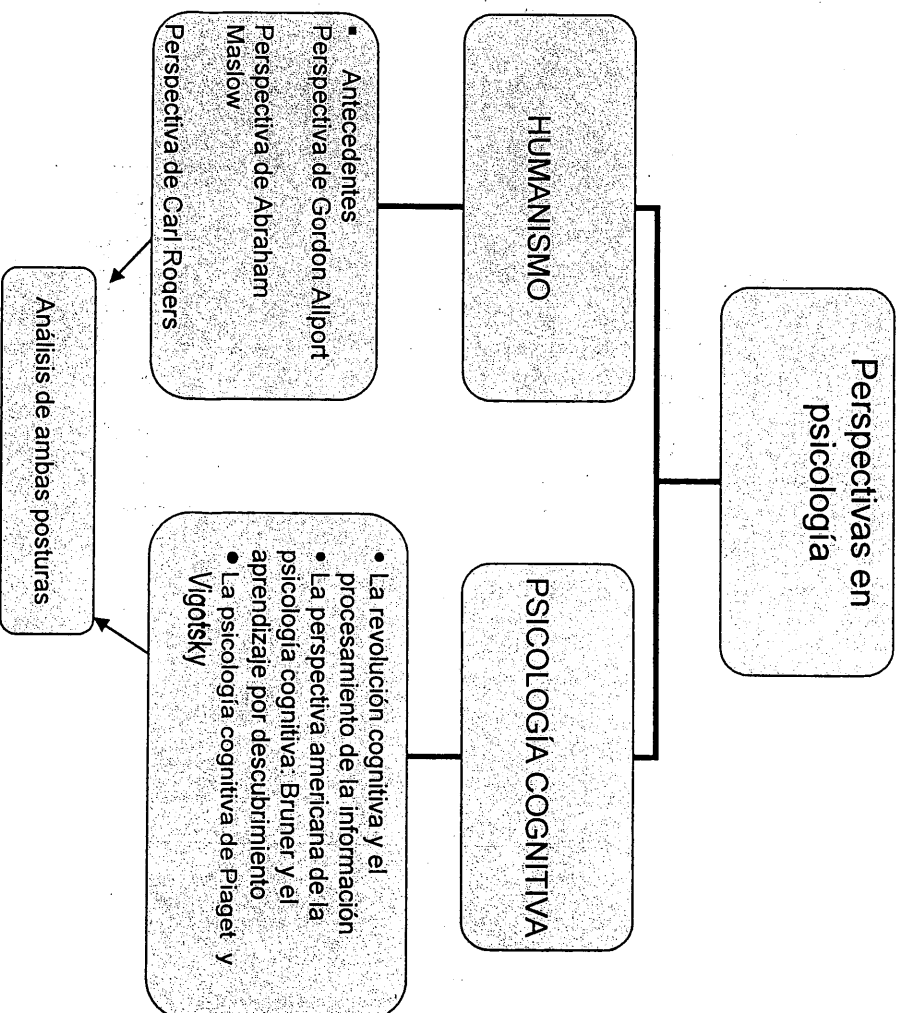 Perspectivas en
psicología
HUMANISMO
▪ Antecedentes
Perspectiva de Gordon Allport
Perspectiva de Abraham
Maslow
Perspectiva de Carl Rogers
PSICOLOGÍA COGNITIVA
• La revolución cognitiva y el
procesamiento de la información
• La perspectiva americana de la
psicología cognitiva: Bruner y el
aprendizaje por descubrimiento
• La psicología cognitiva de Piaget y
Vigotsky
Análisis de ambas posturas